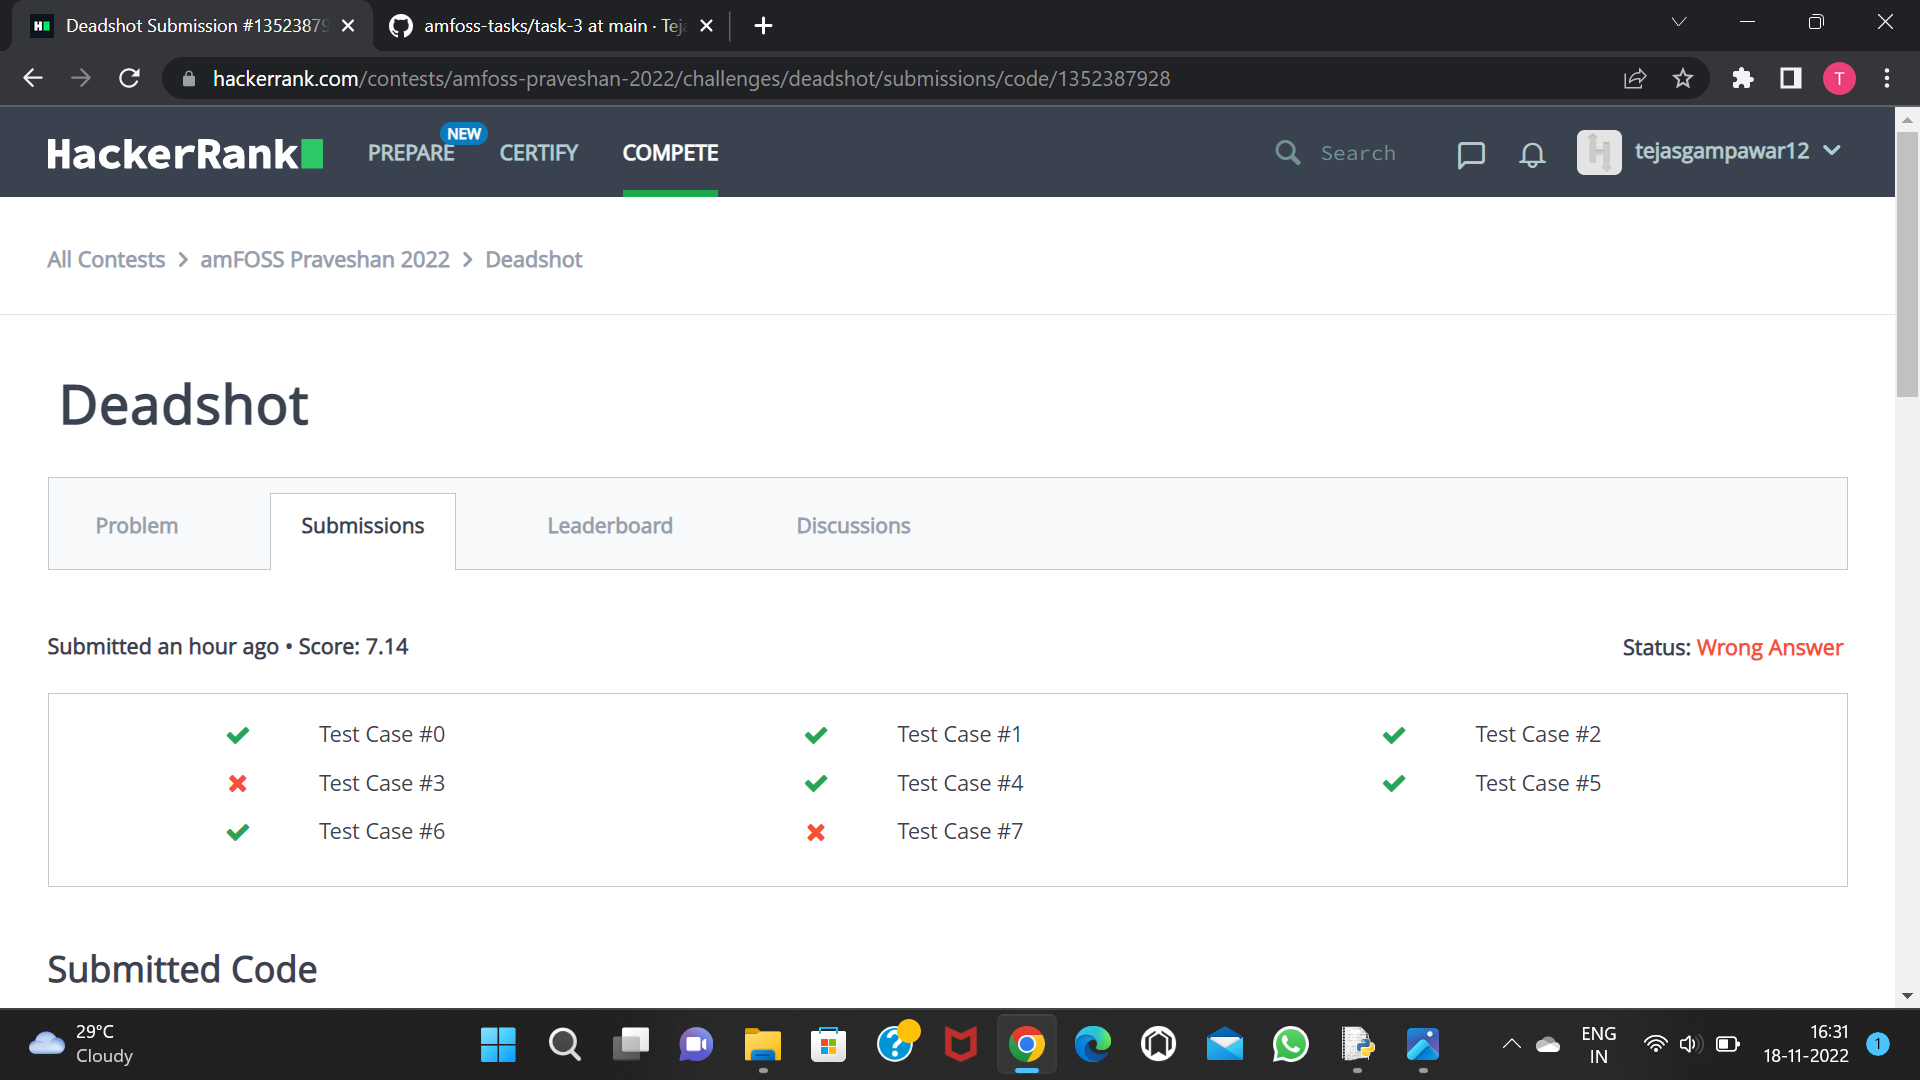 Deadshot Submission #13523879
amfoss-tasks/task-3 at main · Tej
hackerrank.com/contests/amfoss-praveshan-2022/challenges/deadshot/submissions/code/1352387928
T
HackerRank
PREPARE
NEW
CERTIFY
COMPETE
Search
tejasgampawar12
All Contests > amFOSS Praveshan 2022 > Deadshot
Deadshot
Problem
Submissions
Leaderboard
Discussions
Submitted an hour ago • Score: 7.14
Status: Wrong Answer
Test Case #0
Test Case #1
Test Case #2
Test Case #3
Test Case #4
Test Case #5
Test Case #6
Test Case #7
Submitted Code
29°C
Cloudy
ENG
IN
16:31
18-11-2022
1